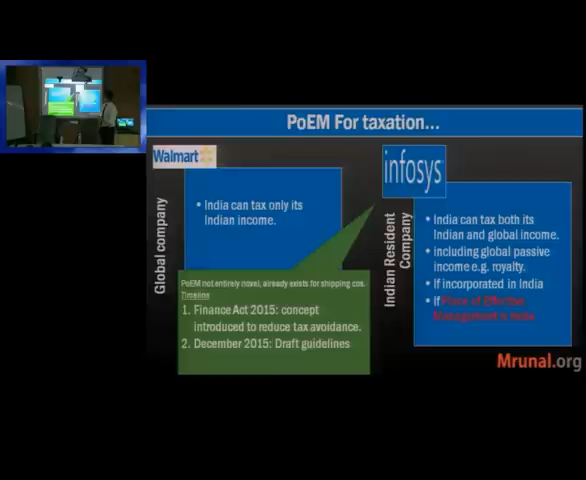 PoEM For taxation...
Walmart
Global company
• India can tax only its
Indian income.
PoEM not entirely novel, already exists for shipping cos.
Timeline
1. Finance Act 2015: concept
introduced to reduce tax avoidance.
2. December 2015: Draft guidelines
infosys
Indian Resident
Company
• India can tax both its
Indian and global income.
• including global passive
income e.g. royalty.
• If incorporated in India
• If Place of Effective
Management is India
Mrunal.org